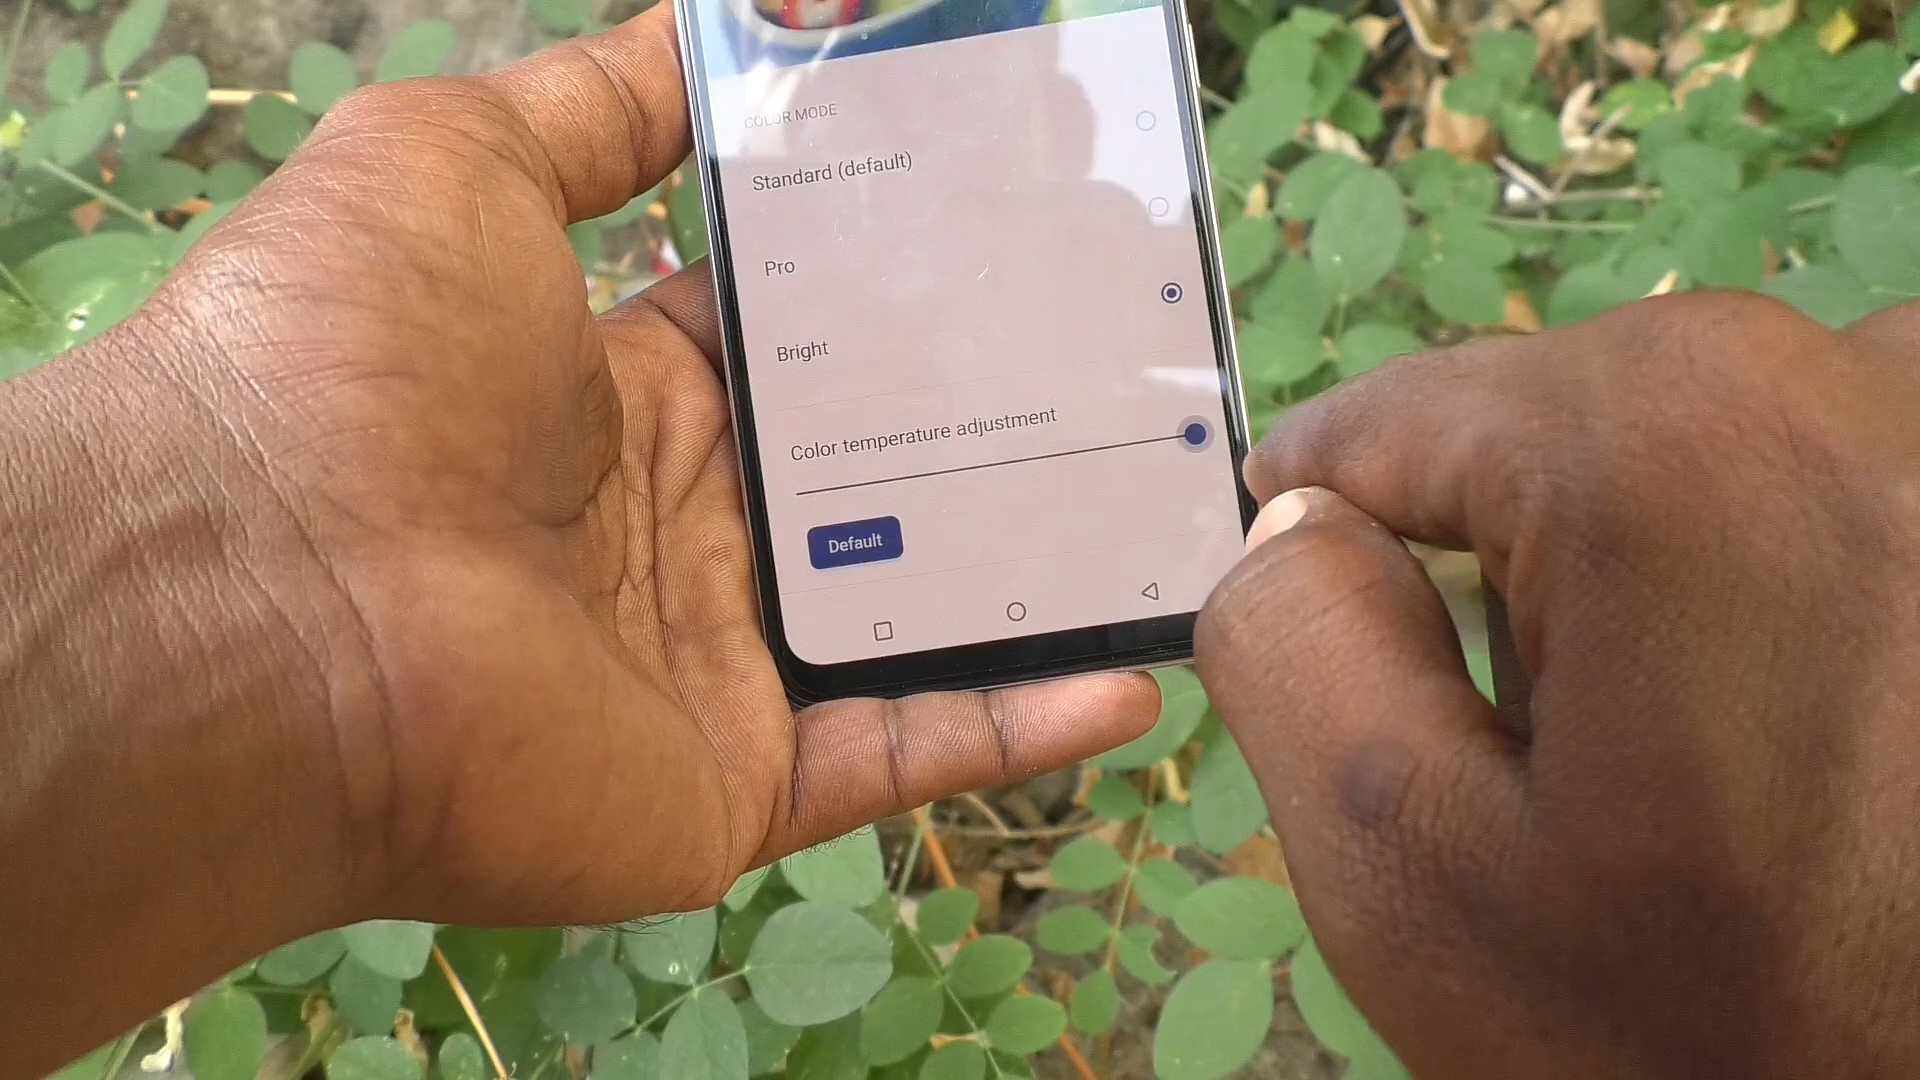 COLOR MODE
Standard (default)
Pro
Bright
Color temperature adjustment
Default